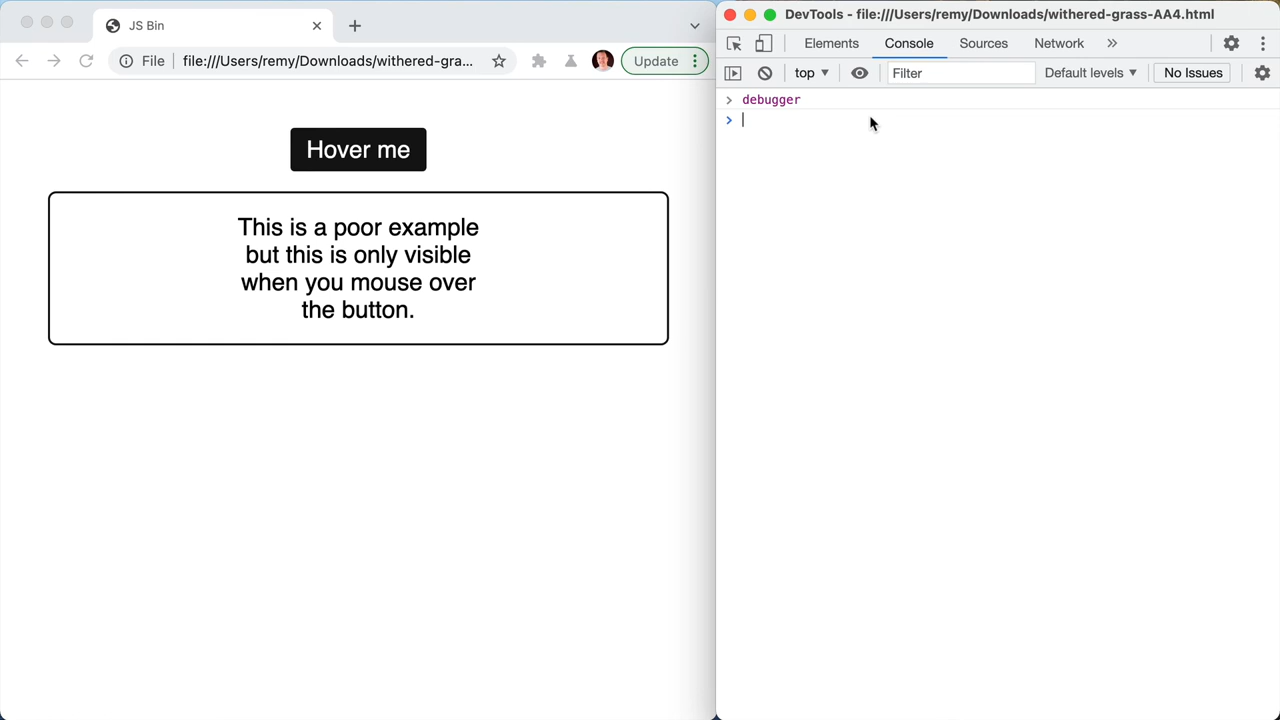 JS Bin
File
file:///Users/remy/Downloads/withered-gra...
Update
Hover me
This is a poor example
but this is only visible
when you mouse over
the button.
DevTools - file:///Users/remy/Downloads/withered-grass-AA4.html
Elements
Console
Sources
Network
top
Filter
Default levels
No Issues
debugger